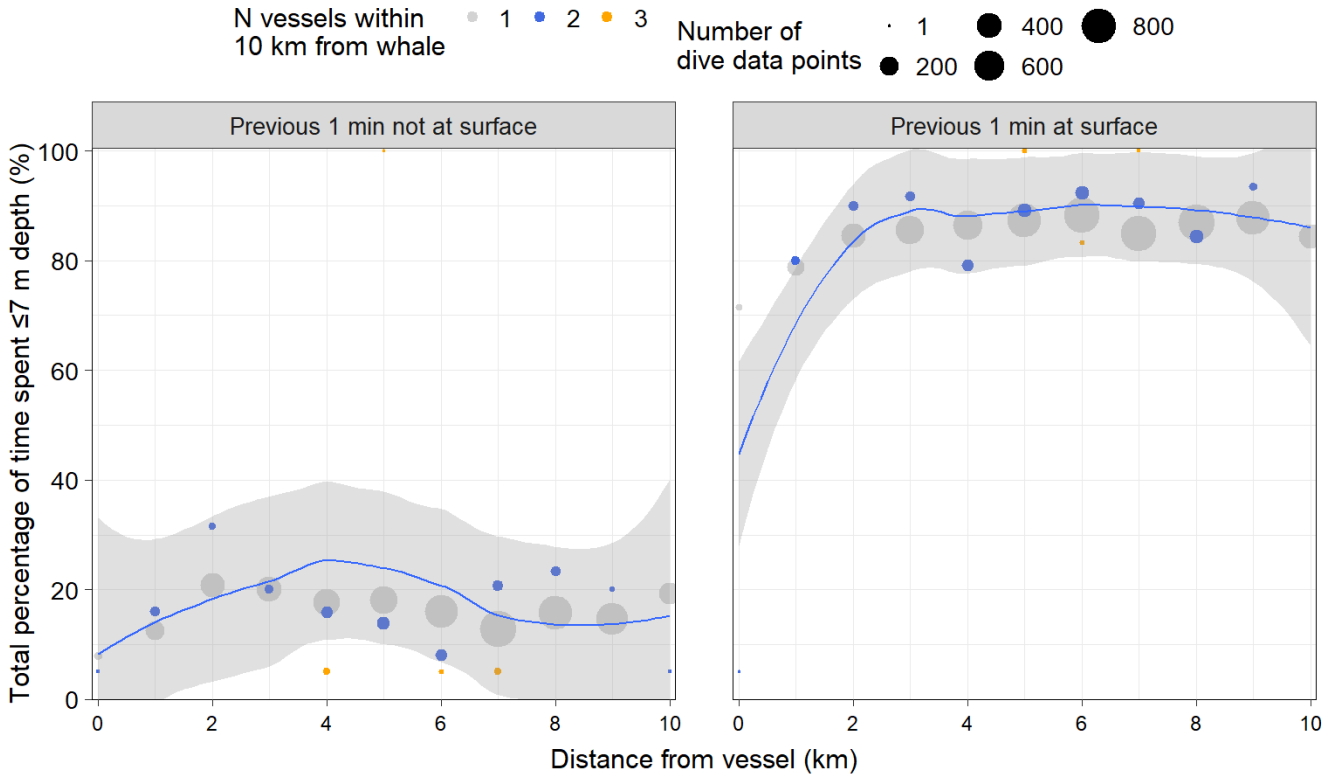 N vessels within
10 km from whale
1 2 3
Number of
dive data points
1 400 800
200 600
Previous 1 min not at surface
Previous 1 min at surface
Total percentage of time spent ≤7 m depth (%)
100
80
60
40
20
0
0 2 4 6 8 10
0 2 4 6 8 10
Distance from vessel (km)